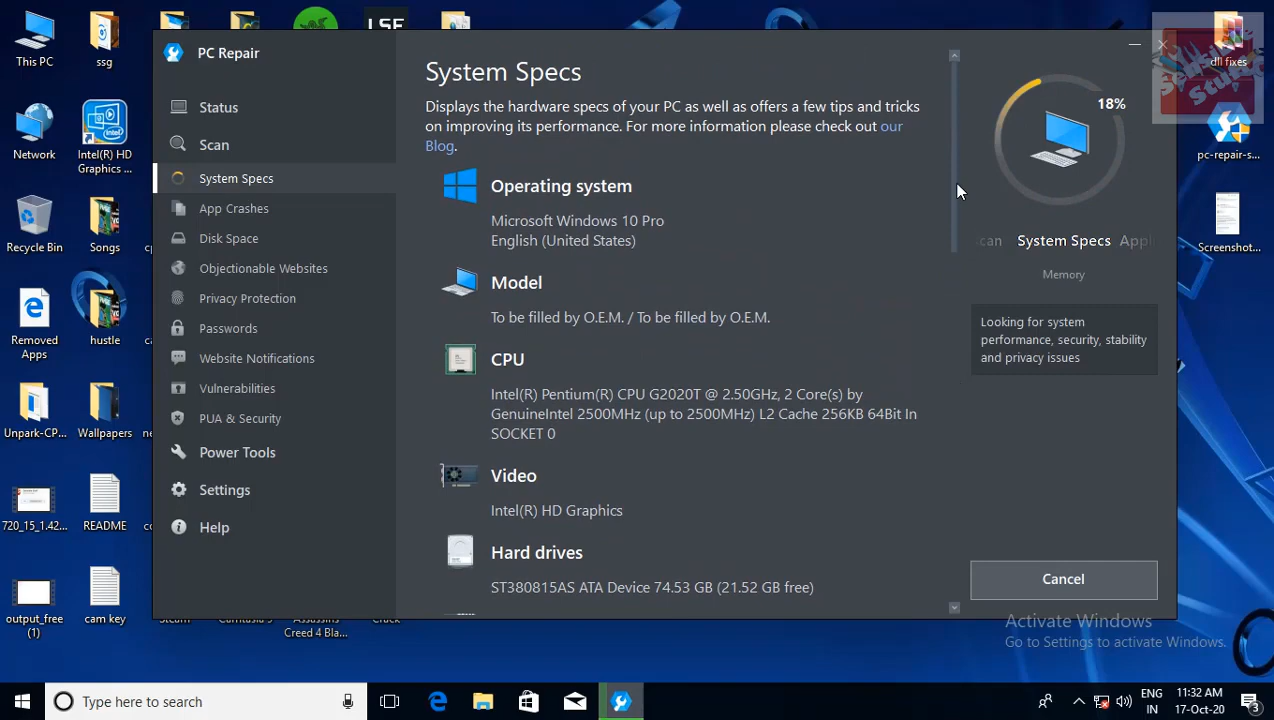 This PC
ssg
LSF
dll fixes
Network
Intel(R) HD
Graphics ...
pc-repair-s...
Recycle Bin
Songs
Screenshot...
Removed
Apps
hustle
Unpark-CP...
Wallpapers
720_15_1.42...
README
output_free
(1)
cam key
Assassins
Creed 4 Bla...
PC Repair
Status
Scan
System Specs
App Crashes
Disk Space
Objectionable Websites
Privacy Protection
Passwords
Website Notifications
Vulnerabilities
PUA & Security
Power Tools
Settings
Help
System Specs
Displays the hardware specs of your PC as well as offers a few tips and tricks
on improving its performance. For more information please check out our
Blog.
Operating system
Microsoft Windows 10 Pro
English (United States)
Model
To be filled by O.E.M. / To be filled by O.E.M.
CPU
Intel(R) Pentium(R) CPU G2020T @ 2.50GHz, 2 Core(s) by
GenuineIntel 2500MHz (up to 2500MHz) L2 Cache 256KB 64Bit In
SOCKET 0
Video
Intel(R) HD Graphics
Hard drives
ST380815AS ATA Device 74.53 GB (21.52 GB free)
18%
can System Specs App
Memory
Looking for system
performance, security, stability
and privacy issues
Cancel
Activate Windows
Go to Settings to activate Windows.
Type here to search
ENG
IN
11:32 AM
17-Oct-20
3